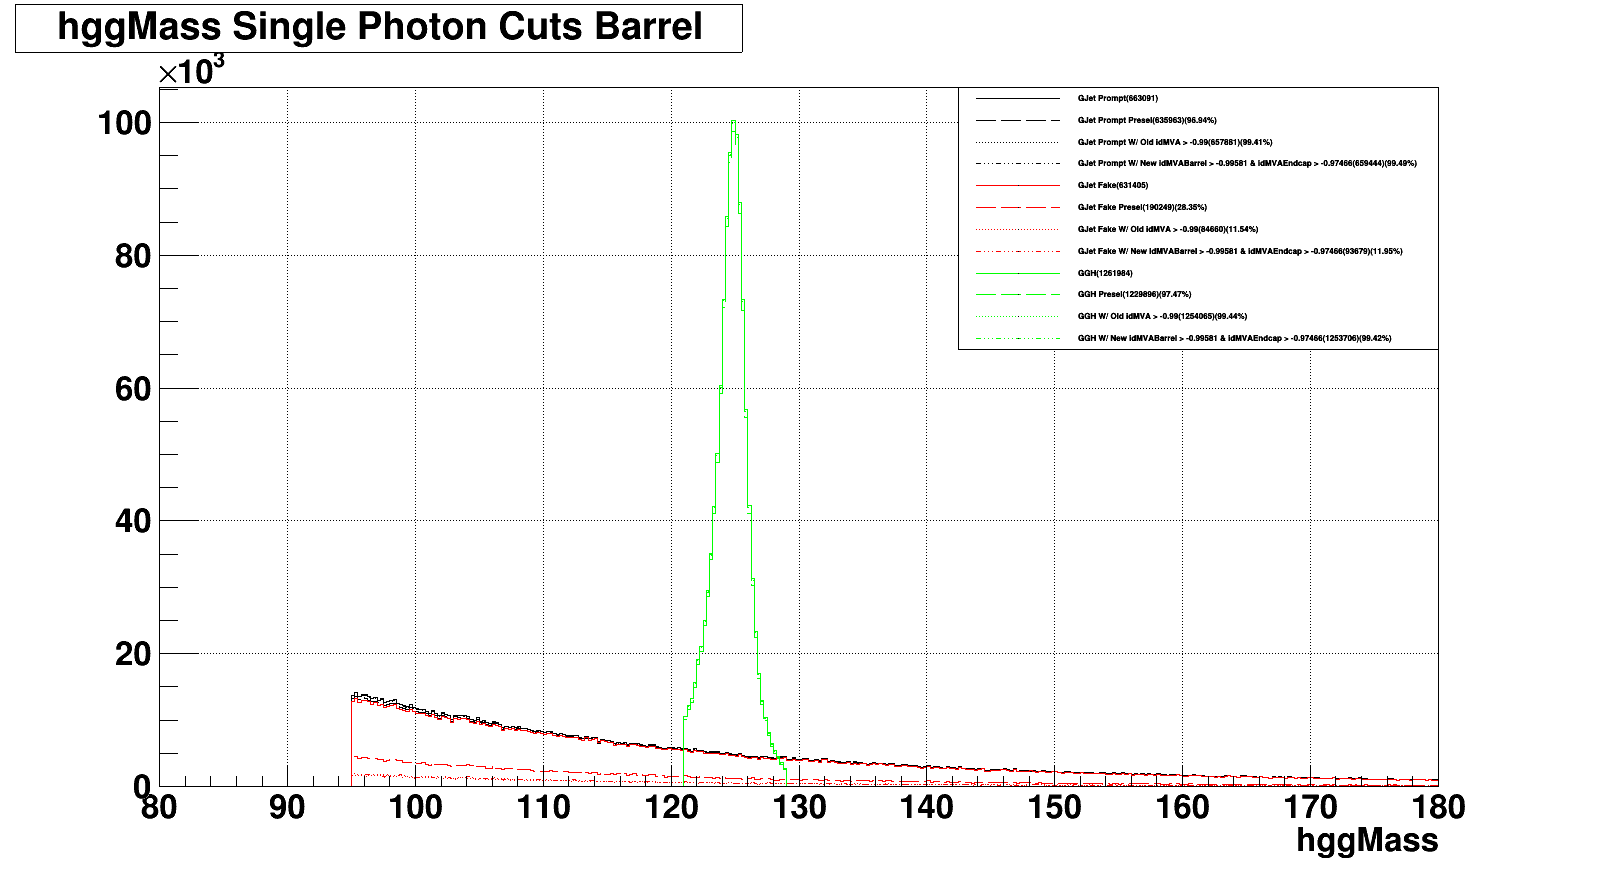 hggMass Single Photon Cuts Barrel
×10³
GJet Prompt(663091)
GJet Prompt Presel(635963)(96.94%)
GJet Prompt W/ Old idMVA > -0.99(657881)(99.41%)
GJet Prompt W/ New idMVABarrel > -0.99581 & idMVAEndcap > -0.97466(659444)(99.49%)
GJet Fake(631405)
GJet Fake Presel(190249)(28.35%)
GJet Fake W/ Old idMVA > -0.99(84660)(11.54%)
GJet Fake W/ New idMVABarrel > -0.99581 & idMVAEndcap > -0.97466(93679)(11.95%)
GGH(1261984)
GGH Presel(1229896)(97.47%)
GGH W/ Old idMVA > -0.99(1254065)(99.44%)
GGH W/ New idMVABarrel > -0.99581 & idMVAEndcap > -0.97466(1253706)(99.42%)
100
80
60
40
20
0
80 90 100 110 120 130 140 150 160 170 180
hggMass